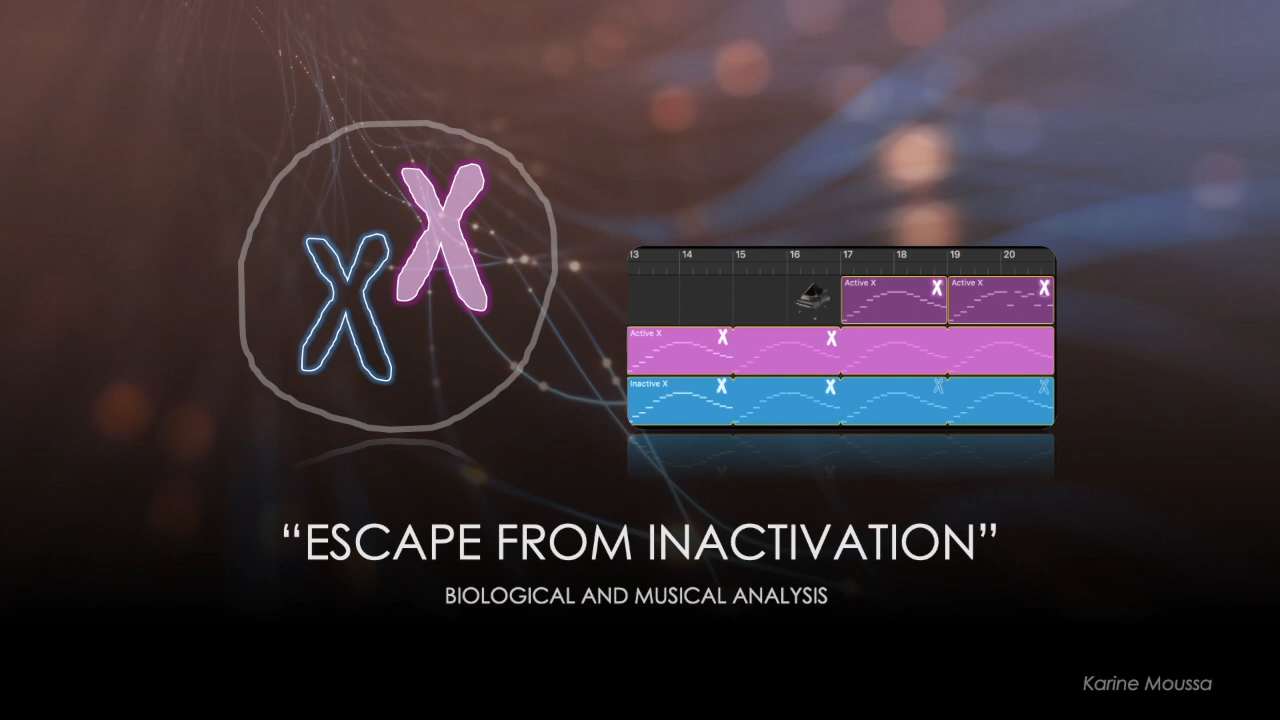 13 14 15 16 17 18 19 20
Active X X Active X X
Active X X X
Inactive X X X X X
X X
“ESCAPE FROM INACTIVATION”
BIOLOGICAL AND MUSICAL ANALYSIS
Karine Moussa